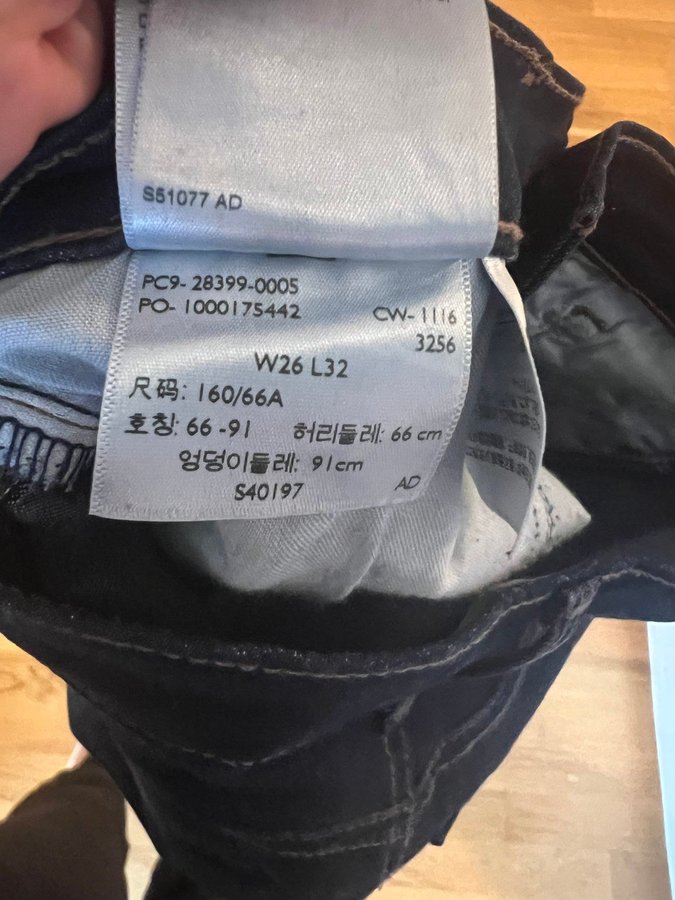 S51077 AD
PC9- 28399-0005
PO- 1000175442
CW- 1116
3256
W26 L32
尺码: 160/66A
호칭: 66 -91 허리둘레: 66 cm
엉덩이둘레: 91cm
S40197
AD